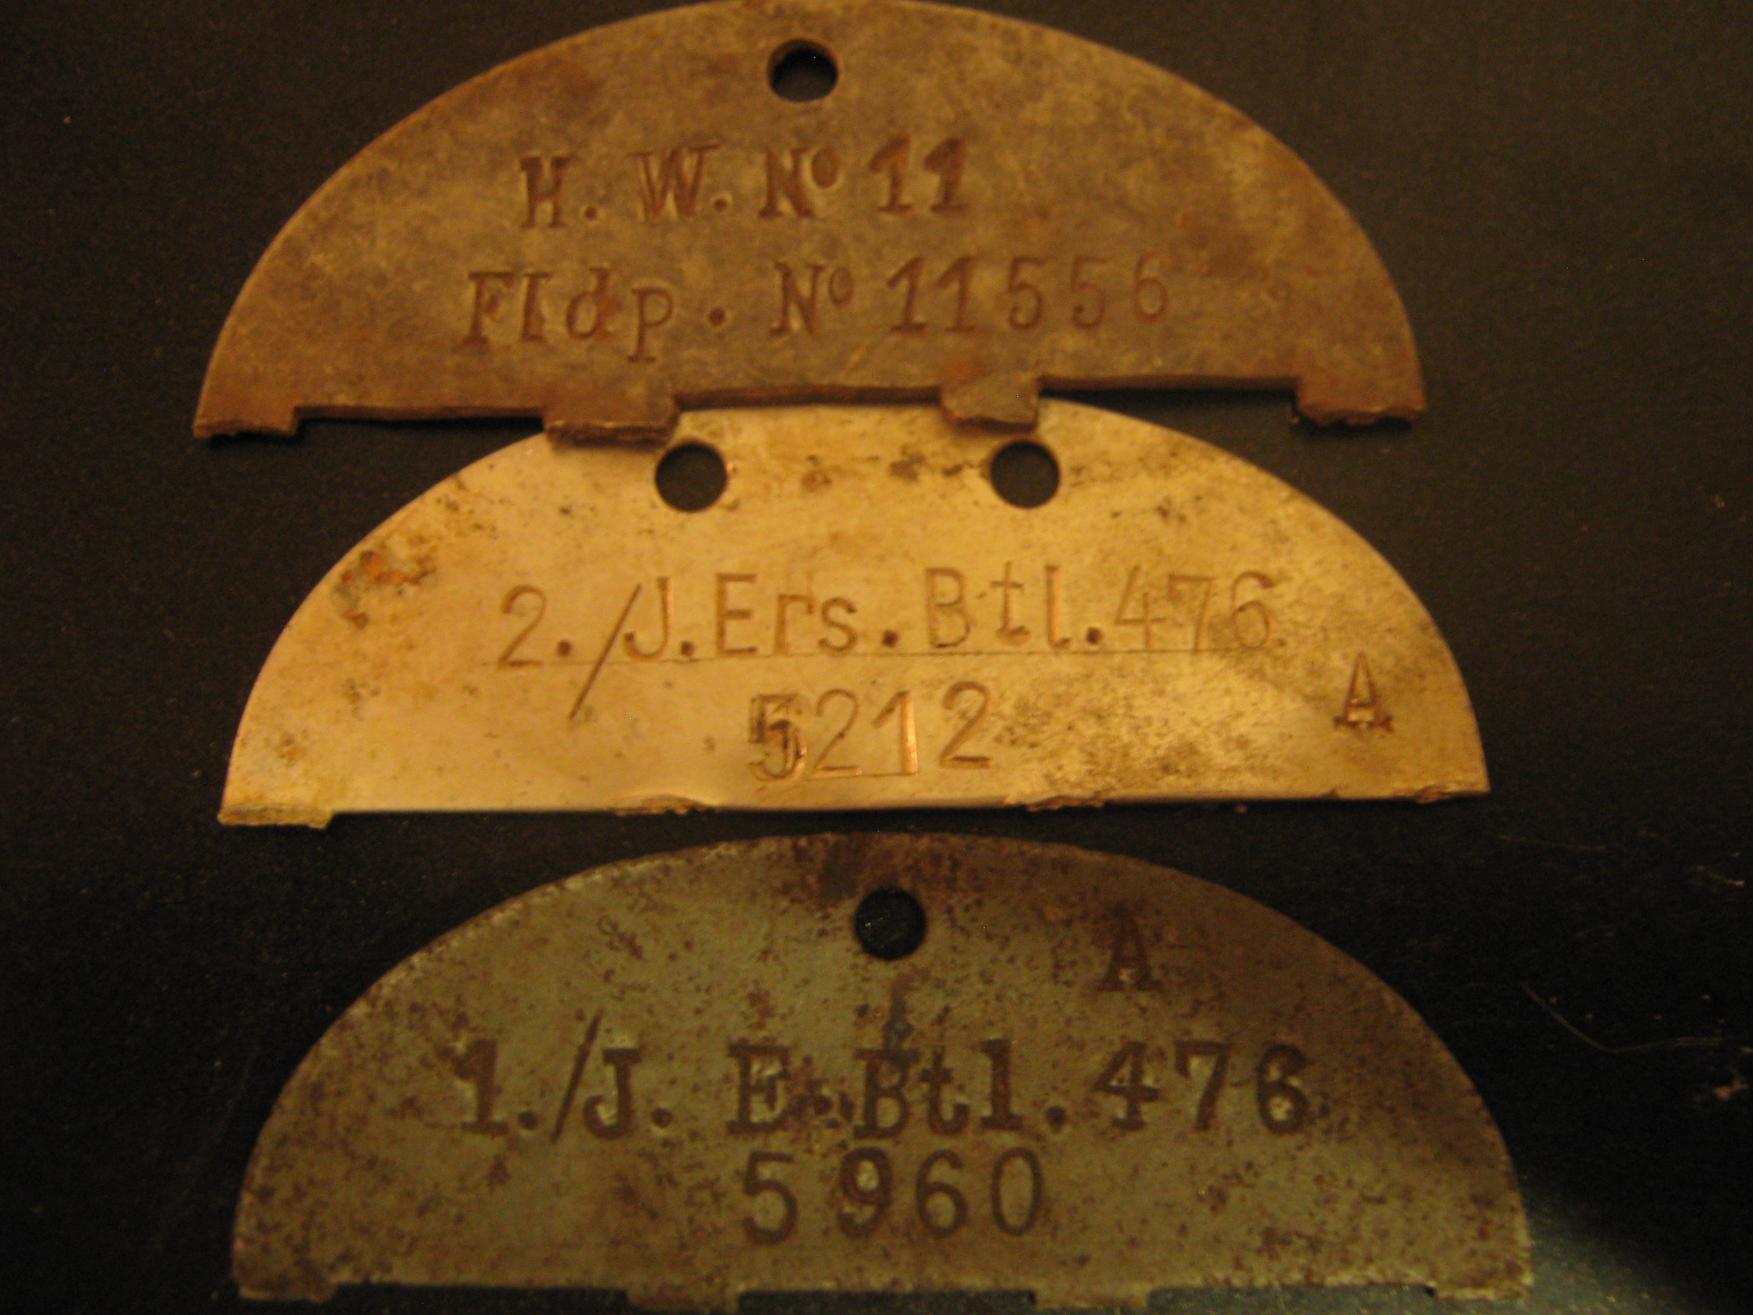 H. W. Nº 11
Fldp. Nº 11556
2./J.Ers.Btl.476
5212 A
A
1./J. E.Btl.476
5960